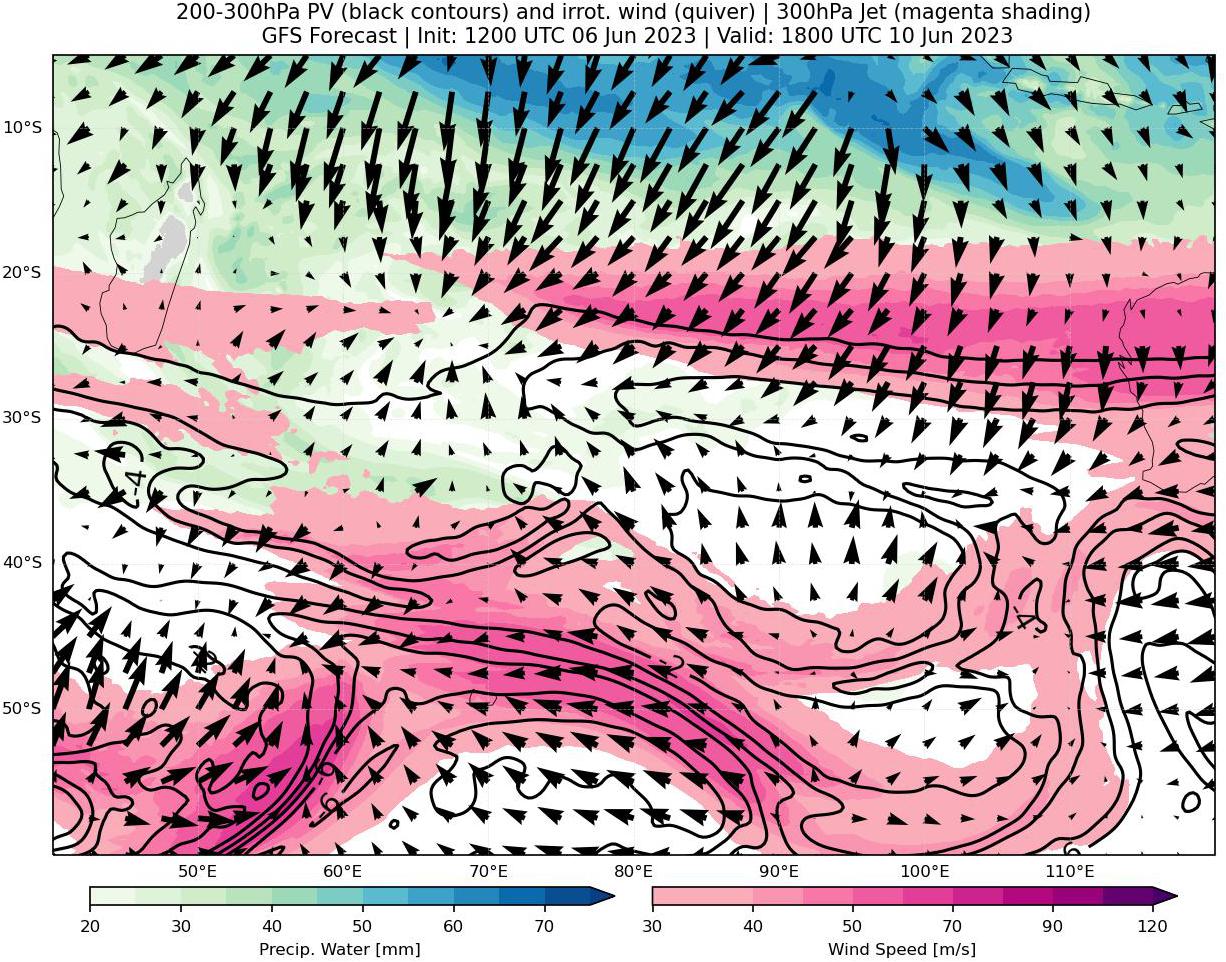 200-300hPa PV (black contours) and irrot. wind (quiver) | 300hPa Jet (magenta shading)
GFS Forecast | Init: 1200 UTC 06 Jun 2023 | Valid: 1800 UTC 10 Jun 2023
10°S
20°S
30°S
-4
40°S
-4
50°S
50°E 60°E 70°E 80°E 90°E 100°E 110°E
20 30 40 50 60 70
30 40 50 70 90 120
Precip. Water [mm]
Wind Speed [m/s]